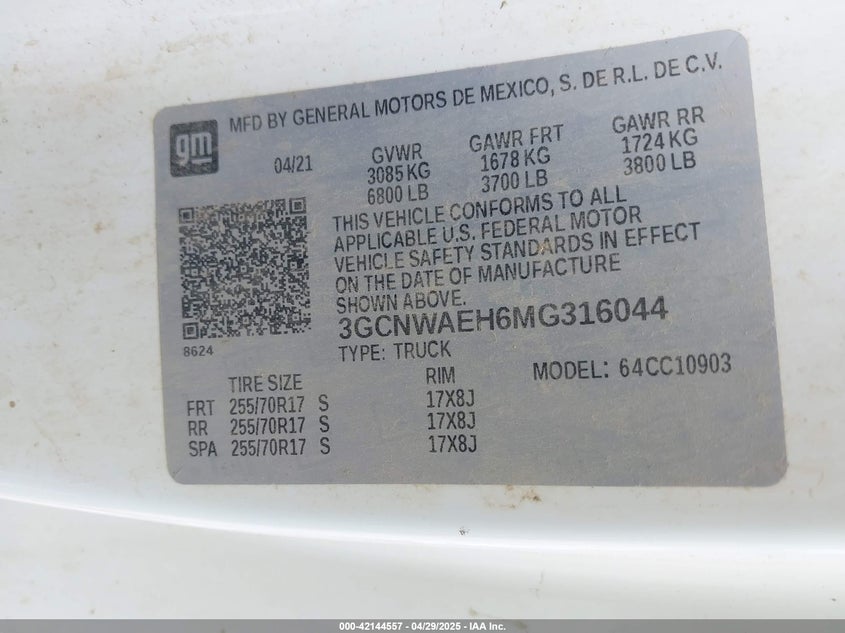 gm
MFD BY GENERAL MOTORS DE MEXICO, S. DE R.L. DE C.V.
04/21 GVWR GAWR FRT GAWR RR
3085 KG 1678 KG 1724 KG
6800 LB 3700 LB 3800 LB
THIS VEHICLE CONFORMS TO ALL
APPLICABLE U.S. FEDERAL MOTOR
VEHICLE SAFETY STANDARDS IN EFFECT
ON THE DATE OF MANUFACTURE
SHOWN ABOVE.
3GCNWAEH6MG316044
8624
TYPE: TRUCK MODEL: 64CC10903
TIRE SIZE RIM
FRT 255/70R17 S 17X8J
RR 255/70R17 S 17X8J
SPA 255/70R17 S 17X8J
000-42144557 / 04/29/2025 - IAA Inc.